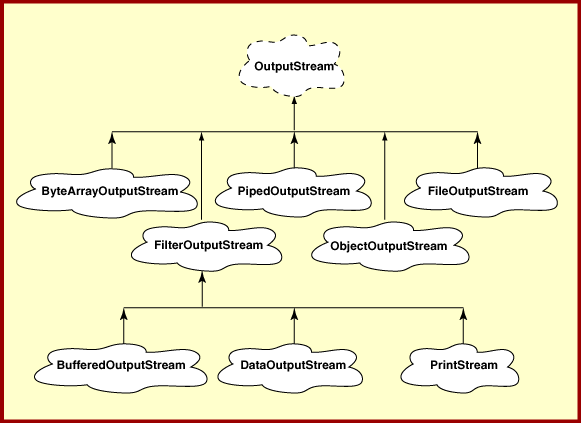 OutputStream
ByteArrayOutputStream
PipedOutputStream
FileOutputStream
FilterOutputStream
ObjectOutputStream
BufferedOutputStream
DataOutputStream
PrintStream